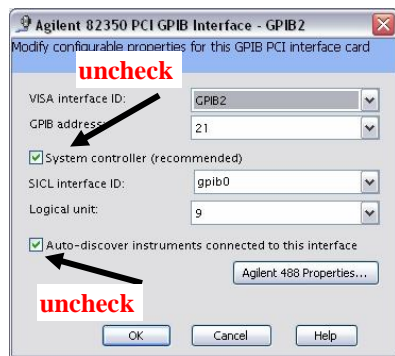 Agilent 82350 PCI GPIB Interface - GPIB2
Modify configurable properties for this GPIB PCI interface card
uncheck
VISA interface ID:
GPIB2
GPIB address:
21
System controller (recommended)
SICL interface ID:
gpib0
Logical unit:
9
Auto-discover instruments connected to this interface
Agilent 488 Properties...
uncheck
OK
Cancel
Help